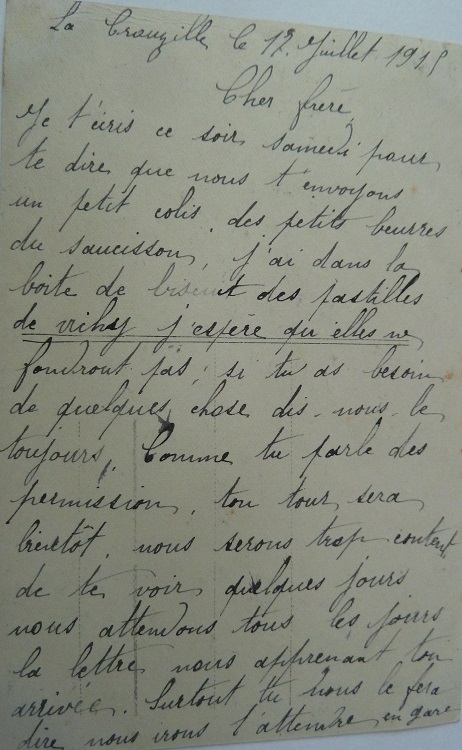 La Crouzille le 12 Juillet 1915
Cher frère
Je t'écris ce soir samedi pour
te dire que nous t'envoyons
un petit colis, des petits beurres
du saucisson, j'ai dans la
boite de biscuit des pastilles
de vichy j'espère qu'elles ne
fondront pas, si tu as besoin
de quelques chose dis-nous-le
toujours, Comme tu parle des
permission, ton tour sera
bientôt, nous serons trop content
de te voir quelques jours
nous attendons tous les jours
la lettre nous apprenant ton
arrivée. Surtout tu nous le fera
dire nous irons t'attendre en gare